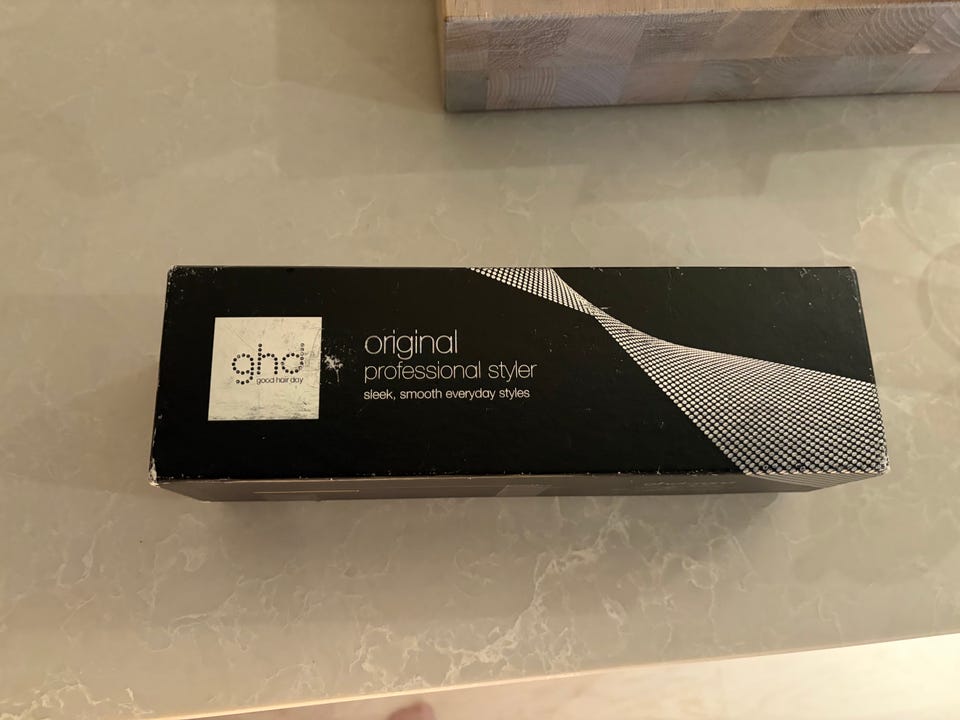 ghd
good hair day
original
professional styler
sleek, smooth everyday styles